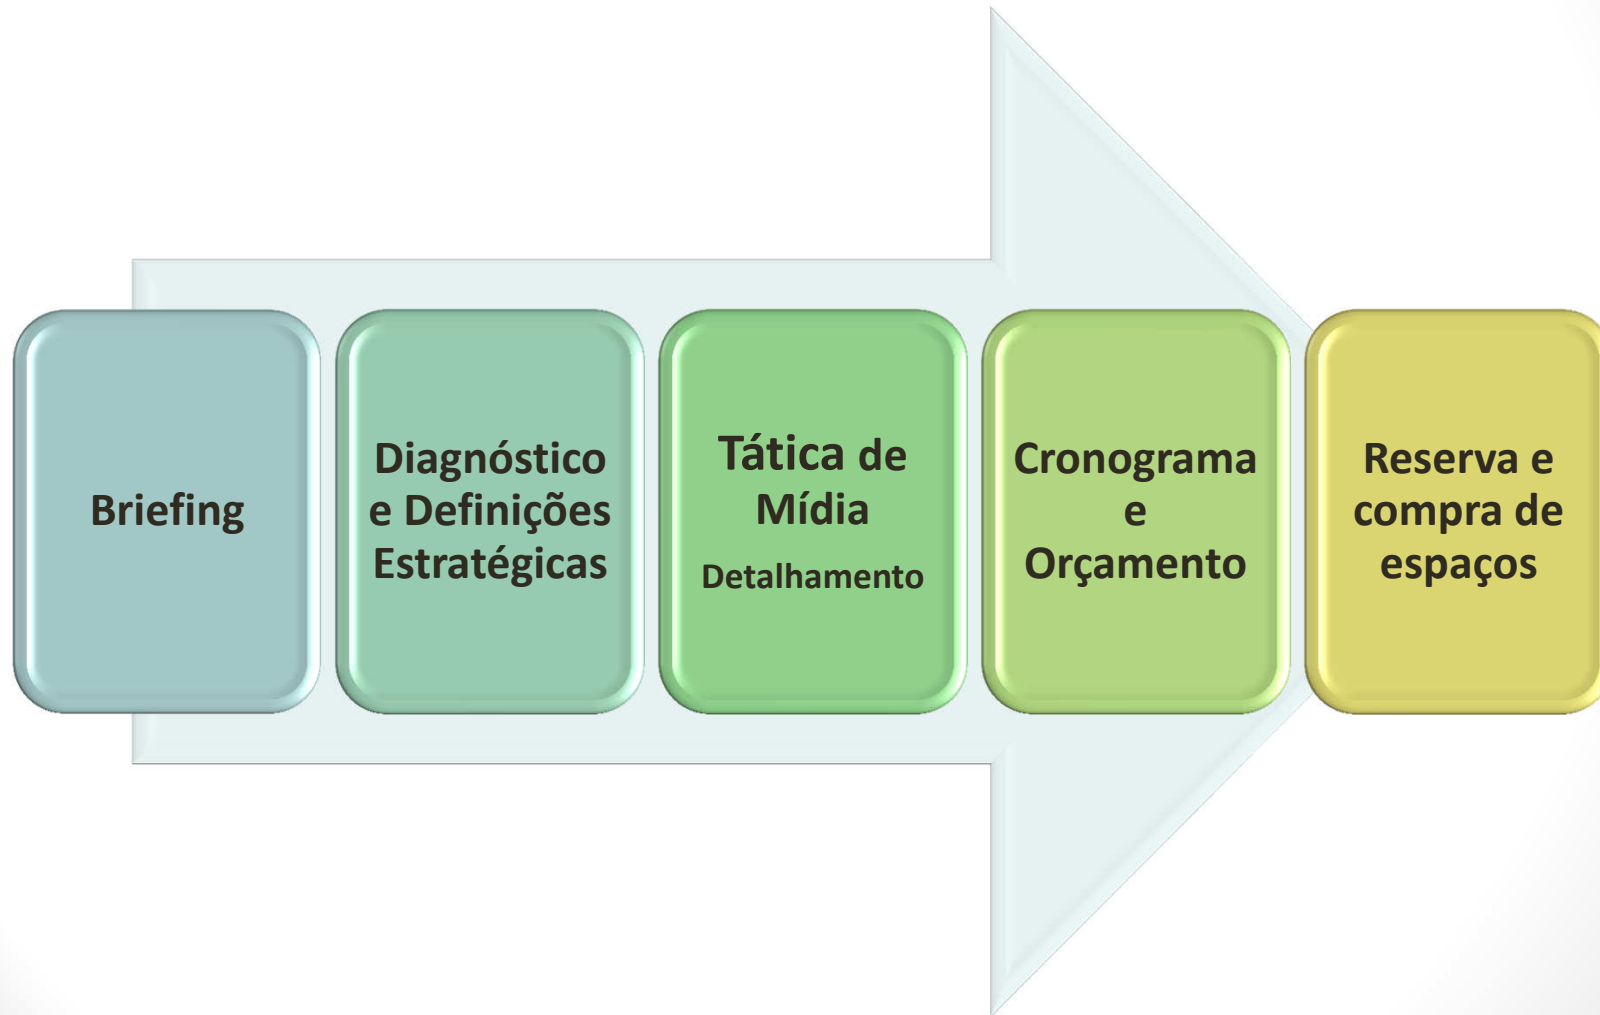 Briefing
Diagnóstico
e Definições
Estratégicas
Tática de
Mídia
Detalhamento
Cronograma
e
Orçamento
Reserva e
compra de
espaços